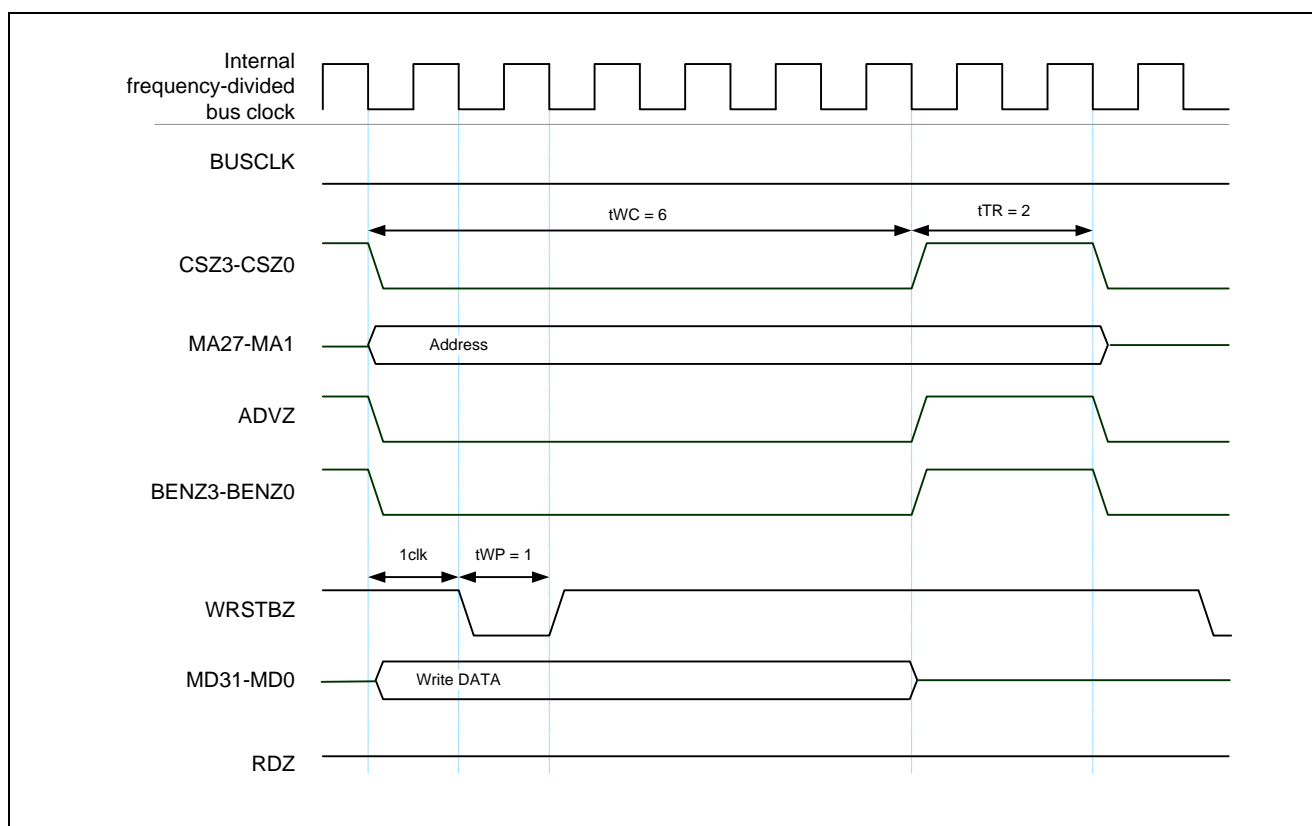 Internal
frequency-divided
bus clock
BUSCLK
tWC = 6
tTR = 2
CSZ3-CSZ0
MA27-MA1
Address
ADVZ
BENZ3-BENZ0
1clk
tWP = 1
WRSTBZ
MD31-MD0
Write DATA
RDZ